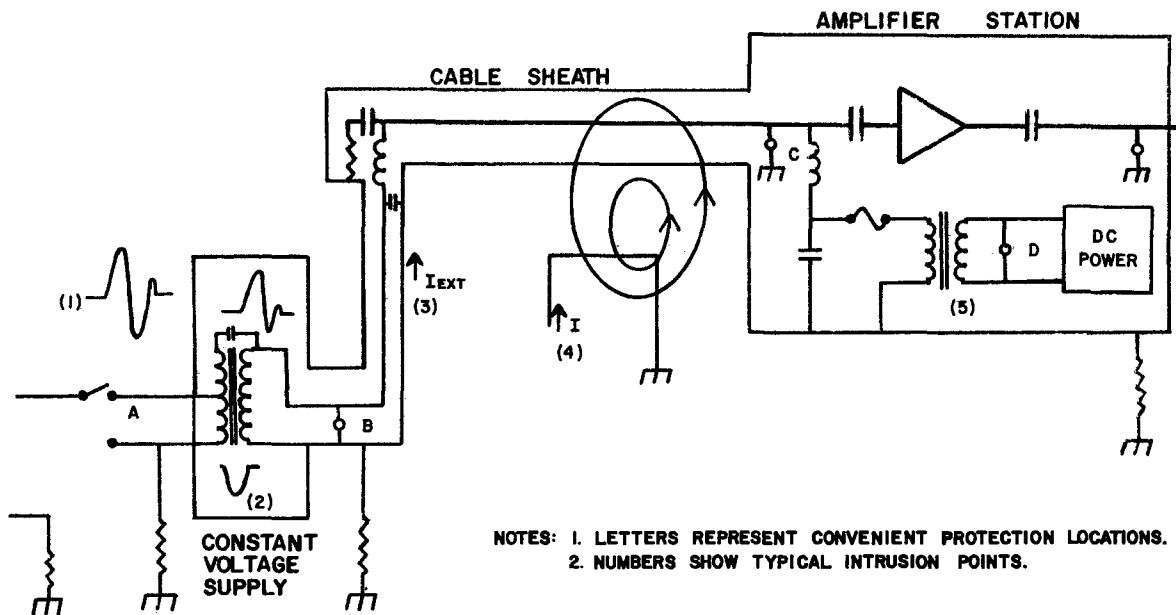 AMPLIFIER STATION
CABLE SHEATH
C
(1)
I EXT
(3)
I
(4)
D
DC
POWER
(5)
A
B
(2)
CONSTANT
VOLTAGE
SUPPLY
NOTES: 1. LETTERS REPRESENT CONVENIENT PROTECTION LOCATIONS.
2. NUMBERS SHOW TYPICAL INTRUSION POINTS.